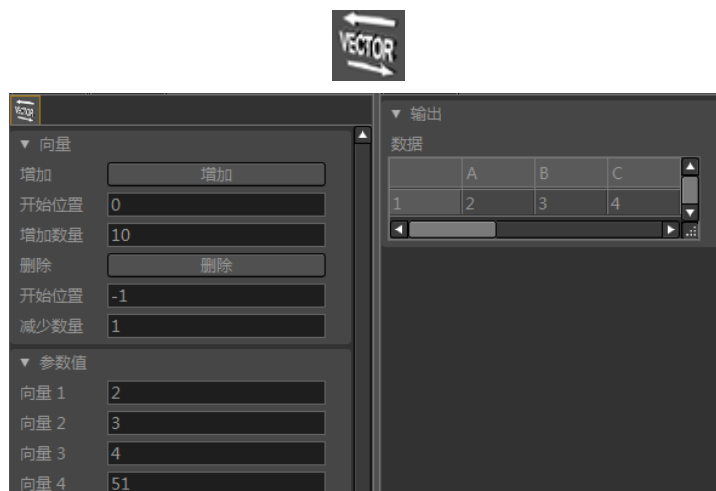 VECTOR
VECTOR
▼ 向量
增加 增加
开始位置 0
增加数量 10
删除 删除
开始位置 -1
减少数量 1
▼ 参数值
向量 1 2
向量 2 3
向量 3 4
向量 4 51
▼ 输出
数据
A B C
1 2 3 4